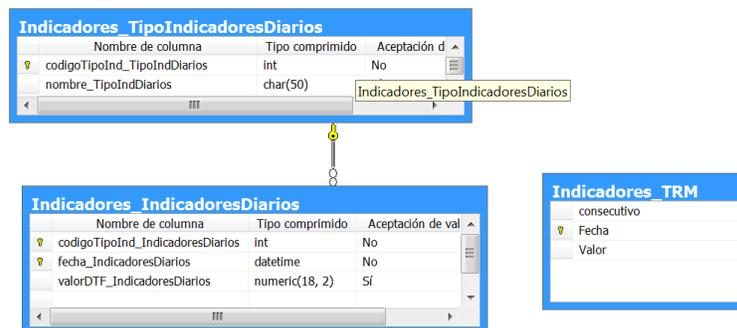 Indicadores_TipoIndicadoresDiarios
Nombre de columna Tipo comprimido Aceptación d
codigoTipoInd_TipoIndDiarios int No
nombre_TipoIndDiarios char(50)
Indicadores_TipoIndicadoresDiarios
Indicadores_IndicadoresDiarios
Nombre de columna Tipo comprimido Aceptación de val
codigoTipoInd_IndicadoresDiarios int No
fecha_IndicadoresDiarios datetime No
valorDTF_IndicadoresDiarios numeric(18, 2) Sí
Indicadores_TRM
consecutivo
Fecha
Valor